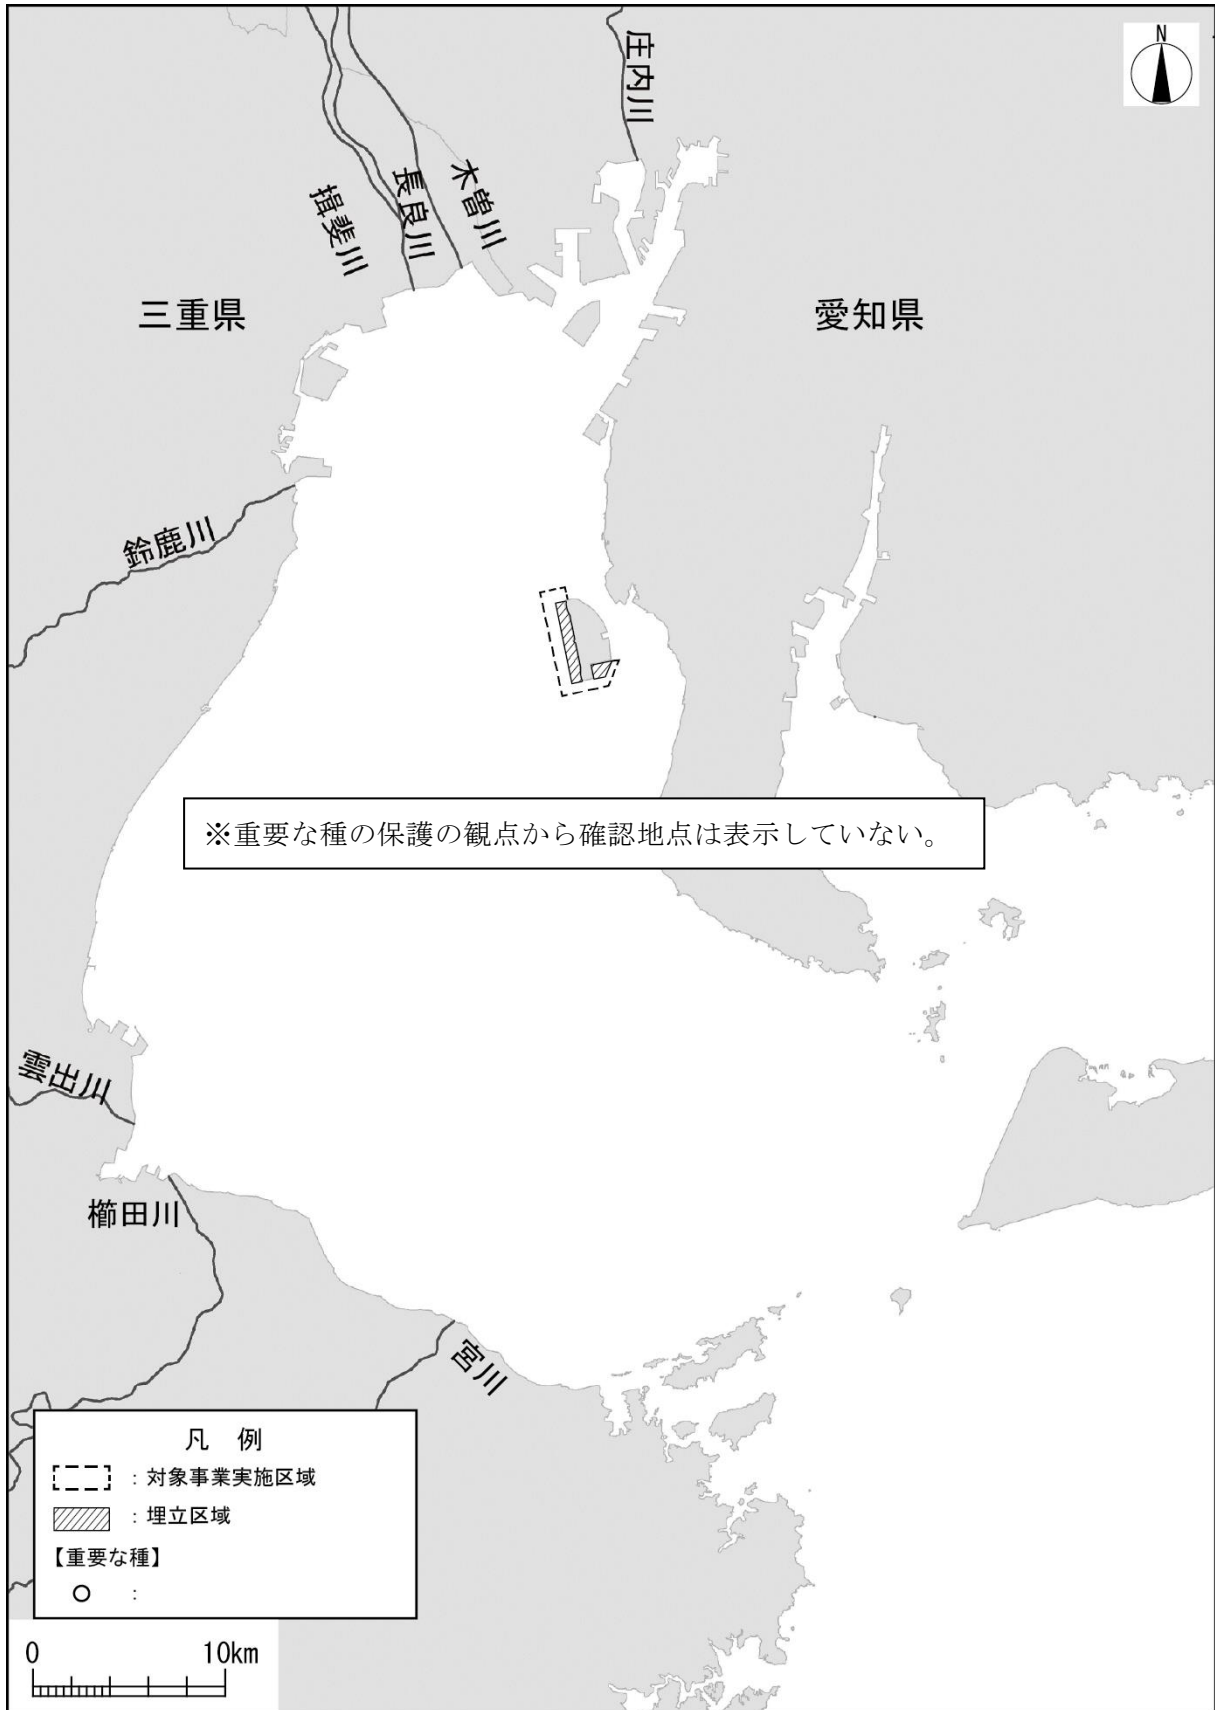 N
庄内川
木曽川
長良川
揖斐川
三重県
愛知県
鈴鹿川
※重要な種の保護の観点から確認地点は表示していない。
雲出川
櫛田川
宮川
凡 例
:対象事業実施区域
:埋立区域
【重要な種】
○ :
0 10km